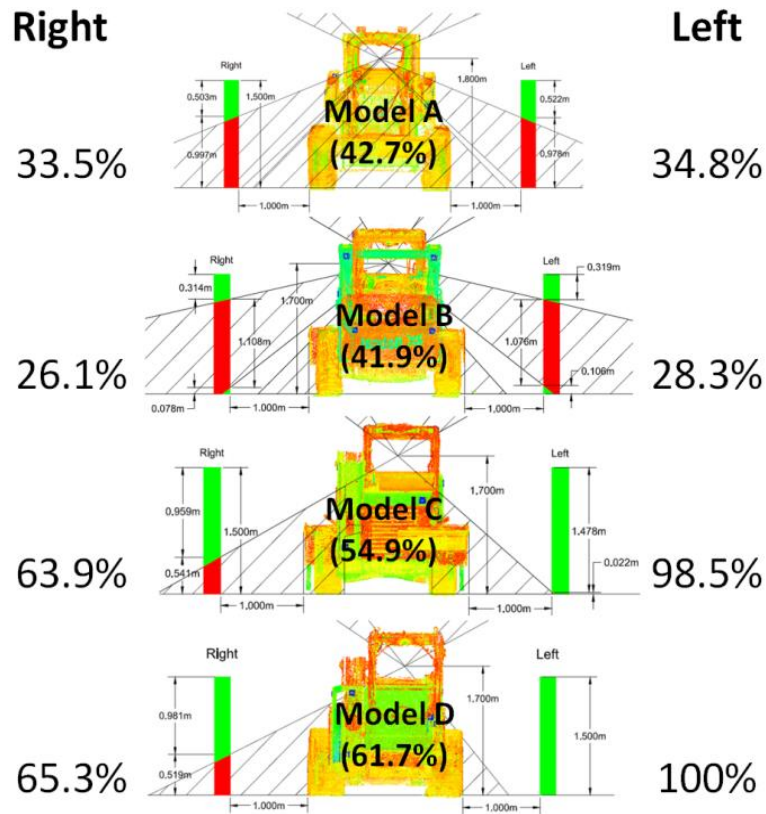 Right
Left
Right
Left
0.503m
1,500m
1,800m
0.522m
Model A
(42.7%)
0.997m
0.978m
33.5%
34.8%
1,000m
1,000m
Right
Left
0.314m
0.319m
1.700m
Model B
(41.9%)
1.108m
1.076m
26.1%
28.3%
0.078m
0.106m
1.000m
1.000m
Right
Left
0.959m
1.500m
1,700m
1.478m
Model C
(54.9%)
0.541m
0.022m
63.9%
98.5%
1.000m
1.000m
Right
Left
0.981m
1,700m
1,500m
Model D
(61.7%)
0.519m
65.3%
100%
1.000m
1,000m